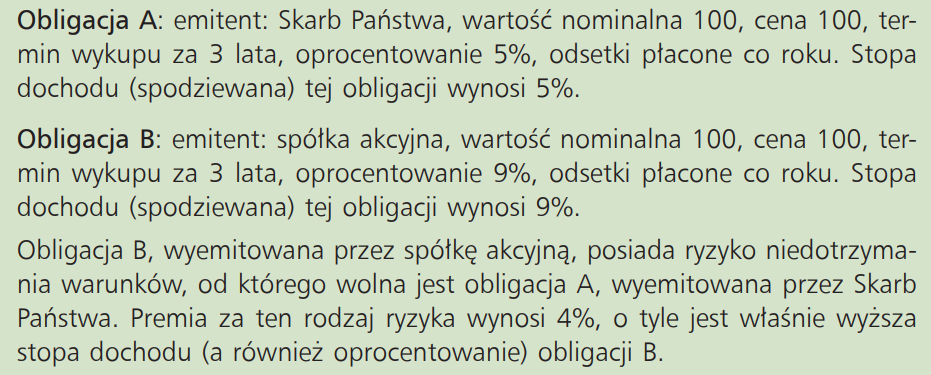 Obligacja A: emitent: Skarb Państwa, wartość nominalna 100, cena 100, ter-
min wykupu za 3 lata, oprocentowanie 5%, odsetki płacone co roku. Stopa
dochodu (spodziewana) tej obligacji wynosi 5%.
Obligacja B: emitent: spółka akcyjna, wartość nominalna 100, cena 100, ter-
min wykupu za 3 lata, oprocentowanie 9%, odsetki płacone co roku. Stopa
dochodu (spodziewana) tej obligacji wynosi 9%.
Obligacja B, wyemitowana przez spółkę akcyjną, posiada ryzyko niedotrzyma-
nia warunków, od którego wolna jest obligacja A, wyemitowana przez Skarb
Państwa. Premia za ten rodzaj ryzyka wynosi 4%, o tyle jest właśnie wyższa
stopa dochodu (a również oprocentowanie) obligacji B.